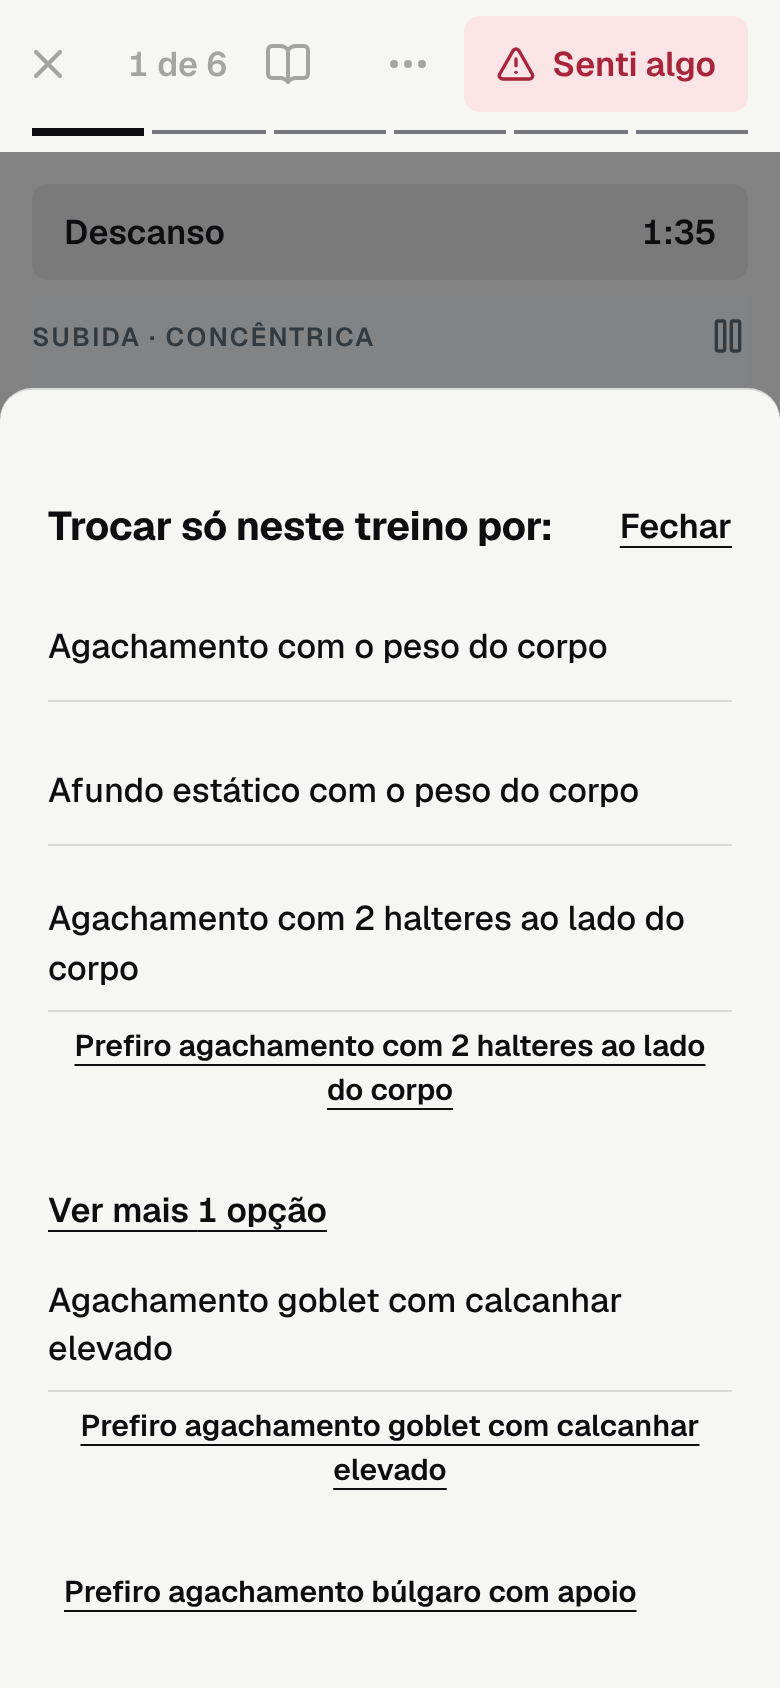 1 de 6
Senti algo
Descanso
1:35
SUBIDA · CONCÊNTRICA
Trocar só neste treino por:
Fechar
Agachamento com o peso do corpo
Afundo estático com o peso do corpo
Agachamento com 2 halteres ao lado do
corpo
Prefiro agachamento com 2 halteres ao lado
do corpo
Ver mais 1 opção
Agachamento goblet com calcanhar
elevado
Prefiro agachamento goblet com calcanhar
elevado
Prefiro agachamento búlgaro com apoio